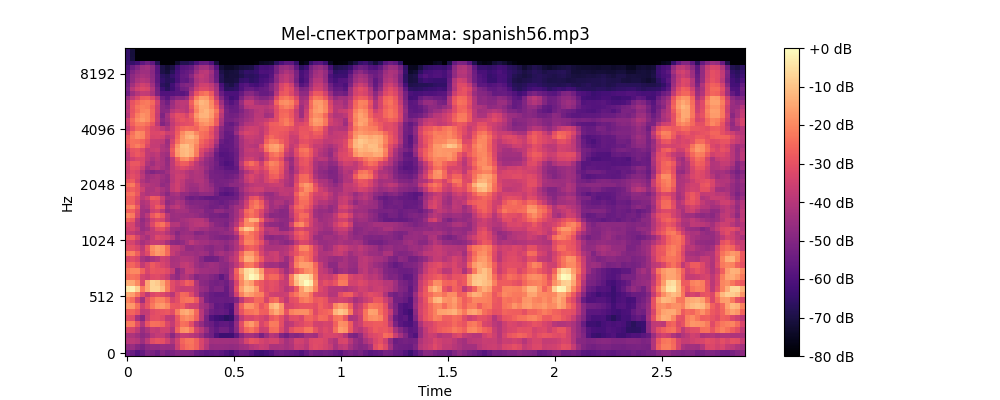 Mel-спектрограмма: spanish56.mp3
8192
4096
2048
1024
512
0
Hz
0
0.5
1
1.5
2
2.5
Time
+0 dB
-10 dB
-20 dB
-30 dB
-40 dB
-50 dB
-60 dB
-70 dB
-80 dB